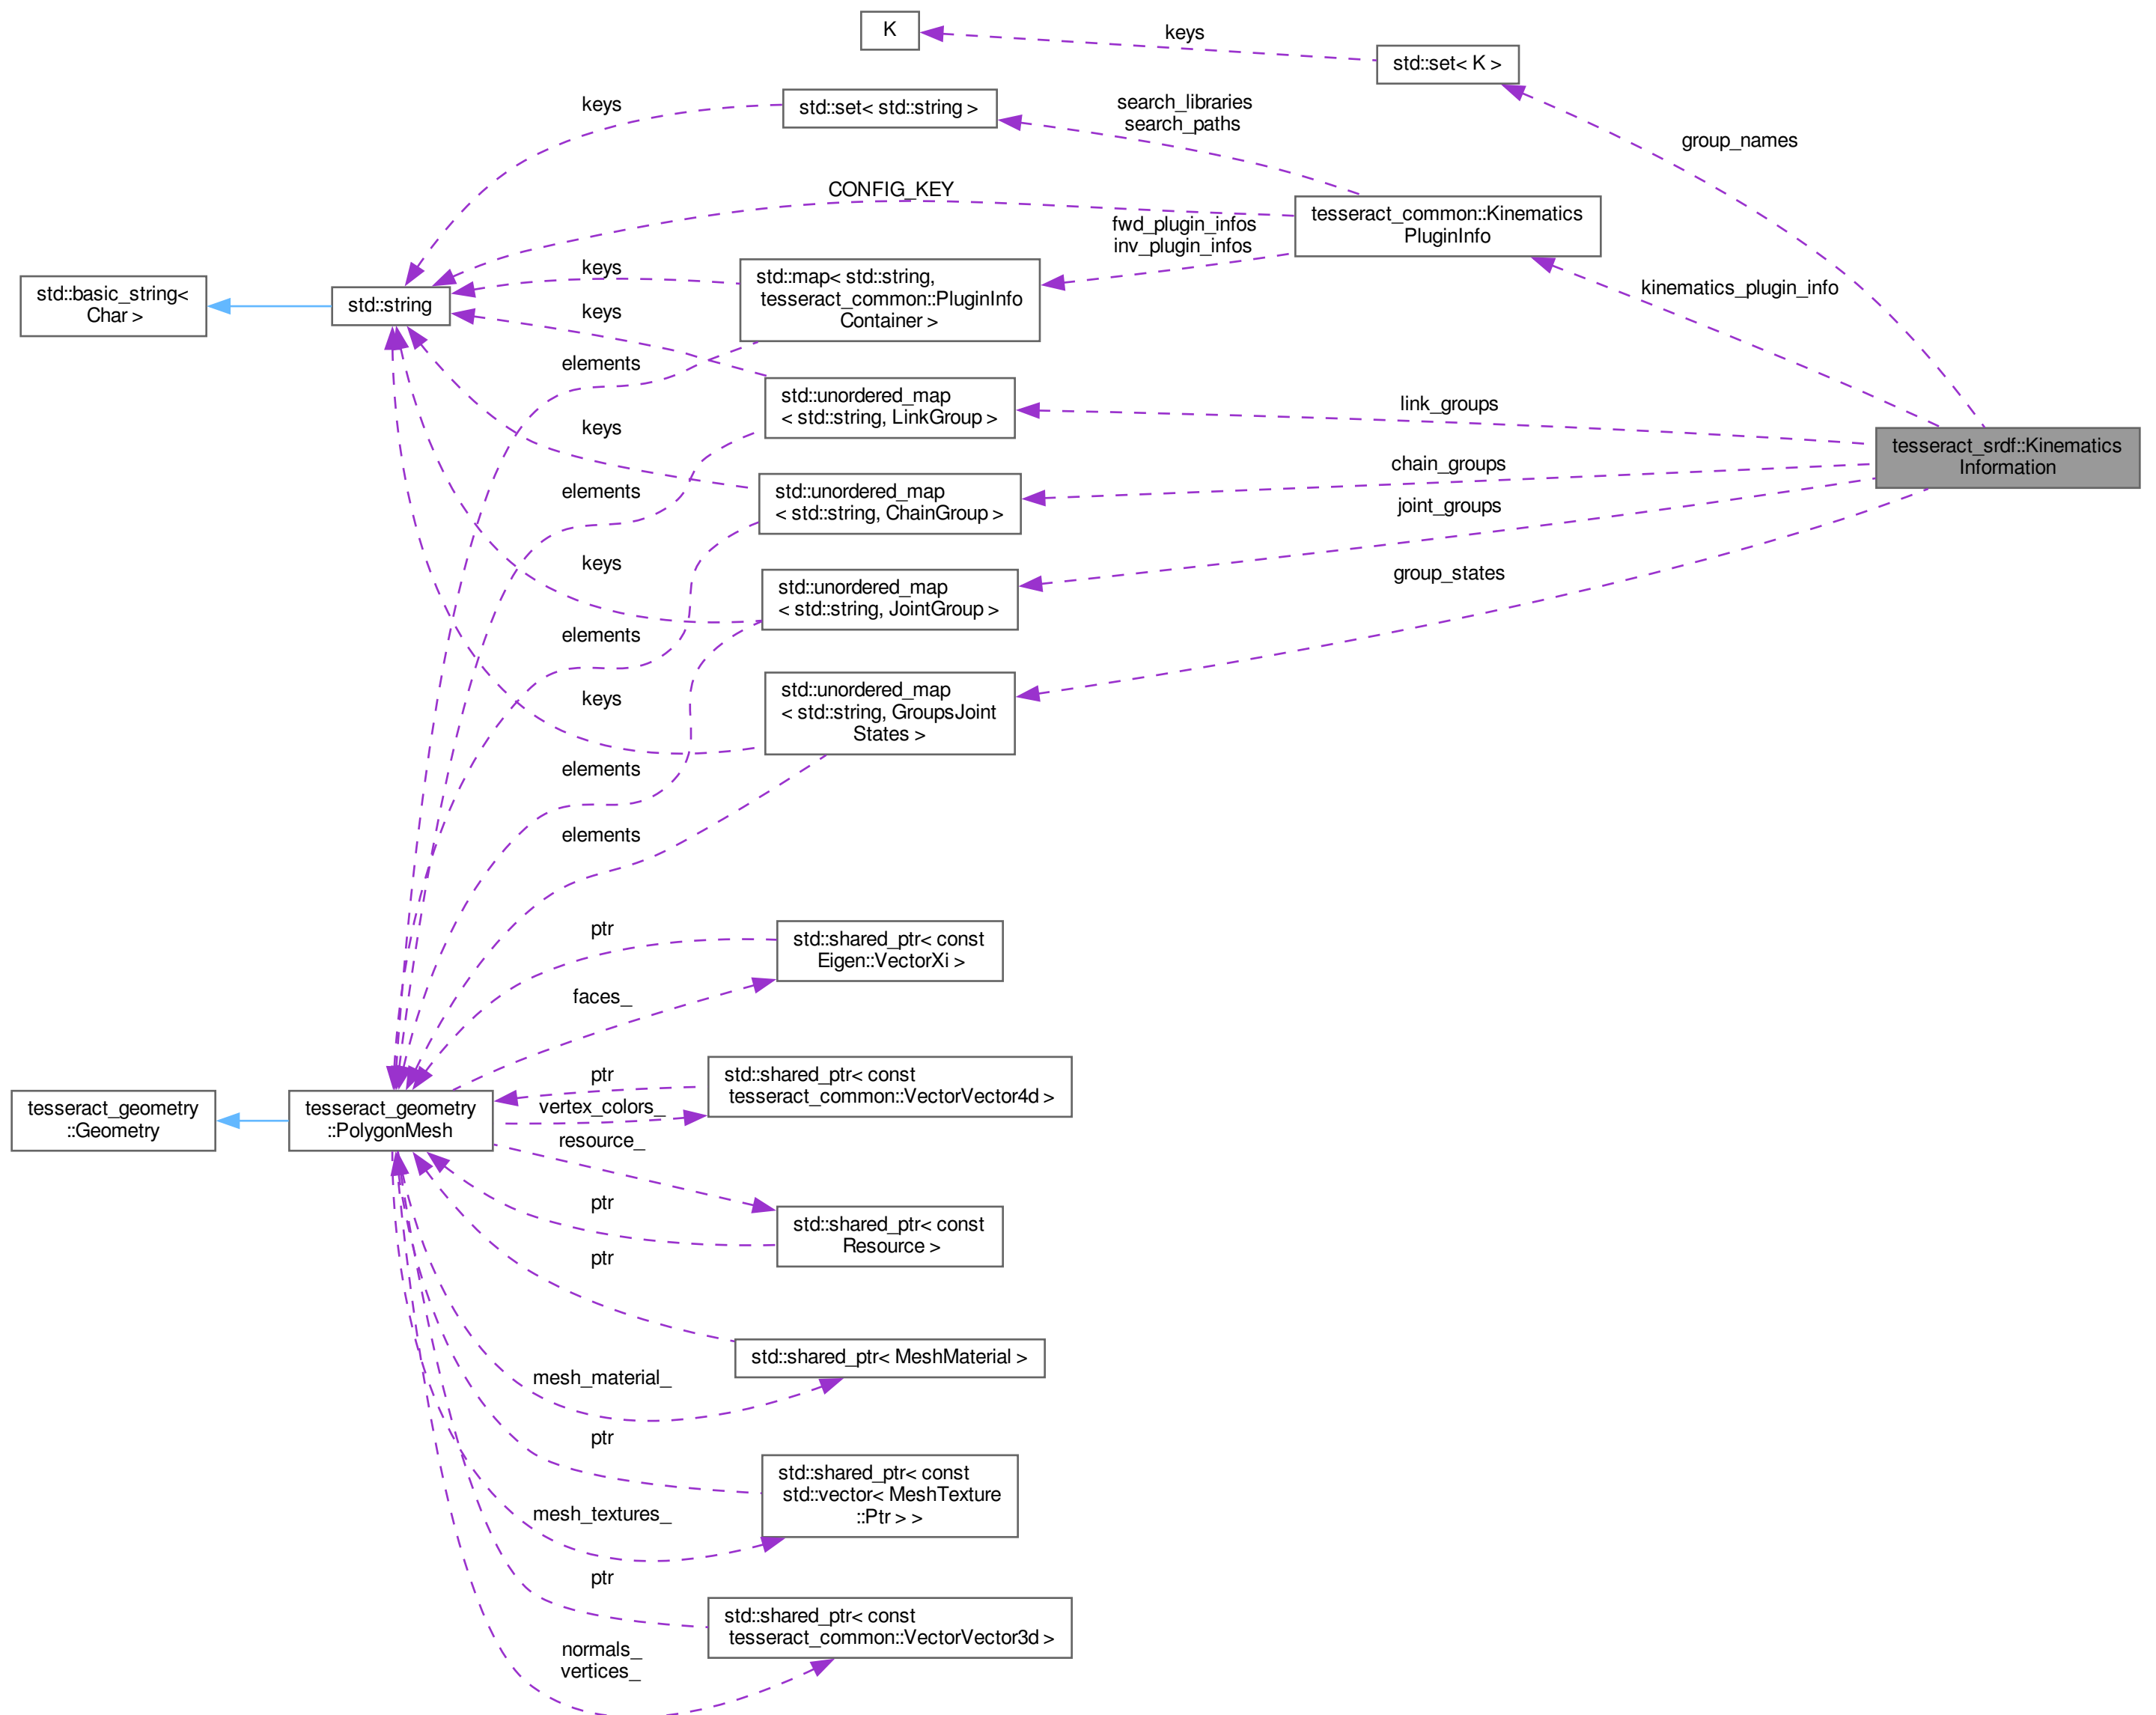 K
keys
std::set< K >
keys
std::set< std::string >
search_libraries
search_paths
group_names
CONFIG_KEY
tesseract_common::Kinematics
PluginInfo
fwd_plugin_infos
inv_plugin_infos
kinematics_plugin_info
std::basic_string<
Char >
std::string
keys
std::map< std::string,
tesseract_common::PluginInfo
Container >
keys
elements
std::unordered_map
< std::string, LinkGroup >
link_groups
tesseract_srdf::Kinematics
Information
keys
elements
std::unordered_map
< std::string, ChainGroup >
chain_groups
joint_groups
keys
std::unordered_map
< std::string, JointGroup >
group_states
elements
keys
std::unordered_map
< std::string, GroupsJoint
States >
elements
elements
ptr
std::shared_ptr< const
Eigen::VectorXi >
faces_
tesseract_geometry
::Geometry
tesseract_geometry
::PolygonMesh
ptr
vertex_colors_
std::shared_ptr< const
tesseract_common::VectorVector4d >
resource_
ptr
std::shared_ptr< const
Resource >
ptr
std::shared_ptr< MeshMaterial >
mesh_material_
ptr
std::shared_ptr< const
std::vector< MeshTexture
::Ptr > >
mesh_textures_
ptr
std::shared_ptr< const
tesseract_common::VectorVector3d >
normals_
vertices_